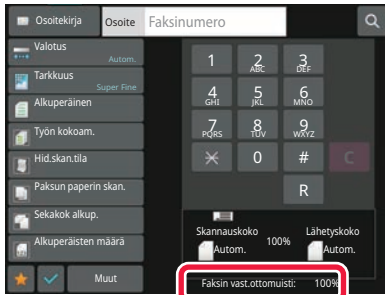 Osoitekirja
Osoite
Faksinumero
Valotus
Autom.
Tarkkuus
Super Fine
Alkuperäinen
Työn kokoam.
Hid.skan.tila
Paksun paperin skan.
Sekakok alkup.
Alkuperäisten määrä
Muut
1
2
ABC
3
DEF
4
GHI
5
JKL
6
MNO
7
PQRS
8
TUV
9
WXYZ
0
#
C
R
Skannauskoko
Lähetyskoko
Autom.
100%
Autom.
Faksin vast.ottomuisti: 100%